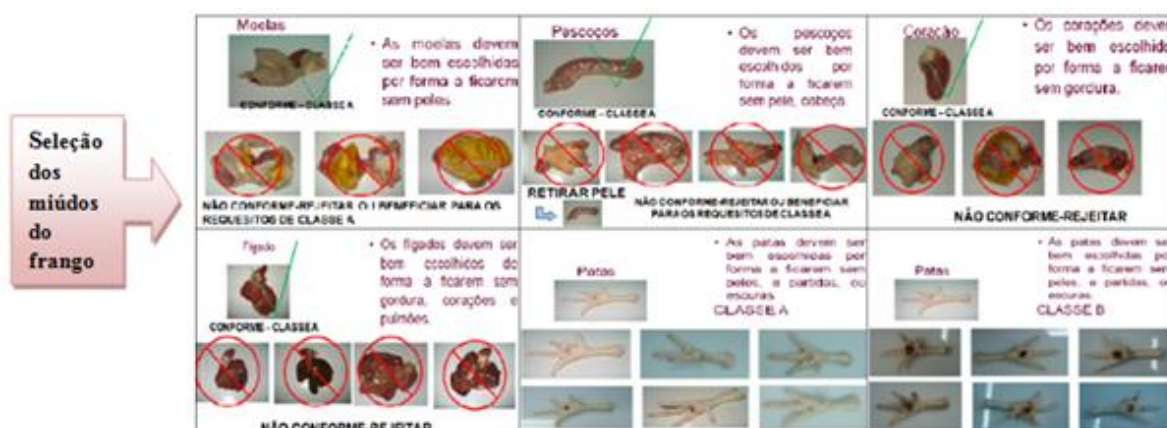 Seleção
dos
miúdos
do
frango
Moelas
• As moelas devem
ser bem escolhidas
por forma a ficarem
sem peles
CONFORME - CLASSE A
NÃO CONFORME-REJEITAR OU BENEFICIAR PARA OS
REQUESITOS DE CLASSE A
Pescoços
• Os pescoços
devem ser bem
escolhidos por
forma a ficarem
sem pele, cabeça.
CONFORME - CLASSE A
RETIRAR PELE
NÃO CONFORME-REJEITAR OU BENEFICIAR
PARA OS REQUESITOS DE CLASSE A
Coração
• Os corações devem
ser bem escolhido
por forma a ficarem
sem gordura.
CONFORME - CLASSE A
NÃO CONFORME-REJEITAR
Fígado
• Os fígados devem ser
bem escolhidos de
forma a ficarem sem
gordura, corações e
pulmões.
CONFORME - CLASSE A
NÃO CONFORME-REJEITAR
Patas
• As patas devem ser
bem escolhidas por
forma a ficarem sem
peles, e partidas, ou
escuras
CLASSE A
Patas
• As patas devem ser
bem escolhidas por
forma a ficarem sem
peles, e partidas, ou
escuras.
CLASSE B